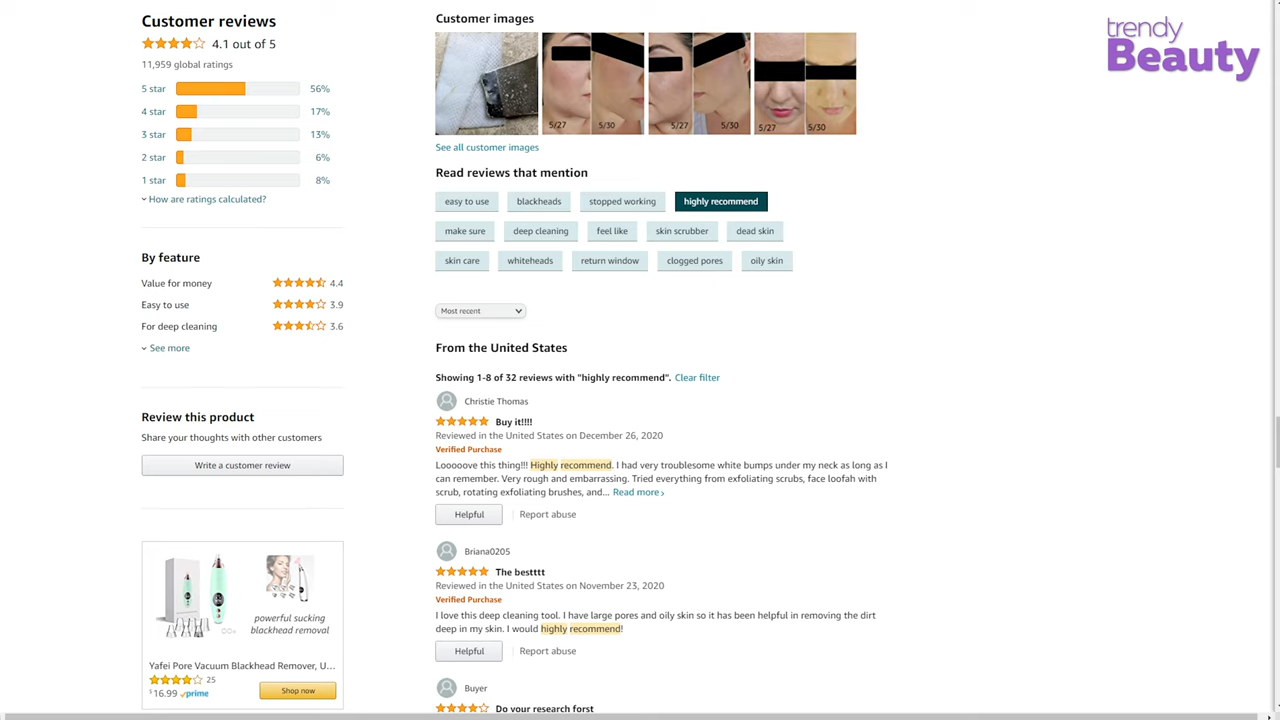 Customer reviews
4.1 out of 5
11,959 global ratings
5 star 56%
4 star 17%
3 star 13%
2 star 6%
1 star 8%
How are ratings calculated?
By feature
Value for money 4.4
Easy to use 3.9
For deep cleaning 3.6
See more
Review this product
Share your thoughts with other customers
Write a customer review
powerful sucking
blackhead removal
Yafei Pore Vacuum Blackhead Remover, U...
25
$16.99 prime
Shop now
Customer images
5/27 5/30 5/27 5/30 5/27 5/30
See all customer images
Read reviews that mention
easy to use blackheads stopped working highly recommend
make sure deep cleaning feel like skin scrubber dead skin
skin care whiteheads return window clogged pores oily skin
Most recent
From the United States
Showing 1-8 of 32 reviews with "highly recommend". Clear filter
Christie Thomas
Buy it!!!!
Reviewed in the United States on December 26, 2020
Verified Purchase
Looooove this thing!!! Highly recommend. I had very troublesome white bumps under my neck as long as I
can remember. Very rough and embarrassing. Tried everything from exfoliating scrubs, face loofah with
scrub, rotating exfoliating brushes, and... Read more ›
Helpful Report abuse
Briana0205
The bestttt
Reviewed in the United States on November 23, 2020
Verified Purchase
I love this deep cleaning tool. I have large pores and oily skin so it has been helpful in removing the dirt
deep in my skin. I would highly recommend!
Helpful Report abuse
Buyer
Do your research forst
trendy
Beauty